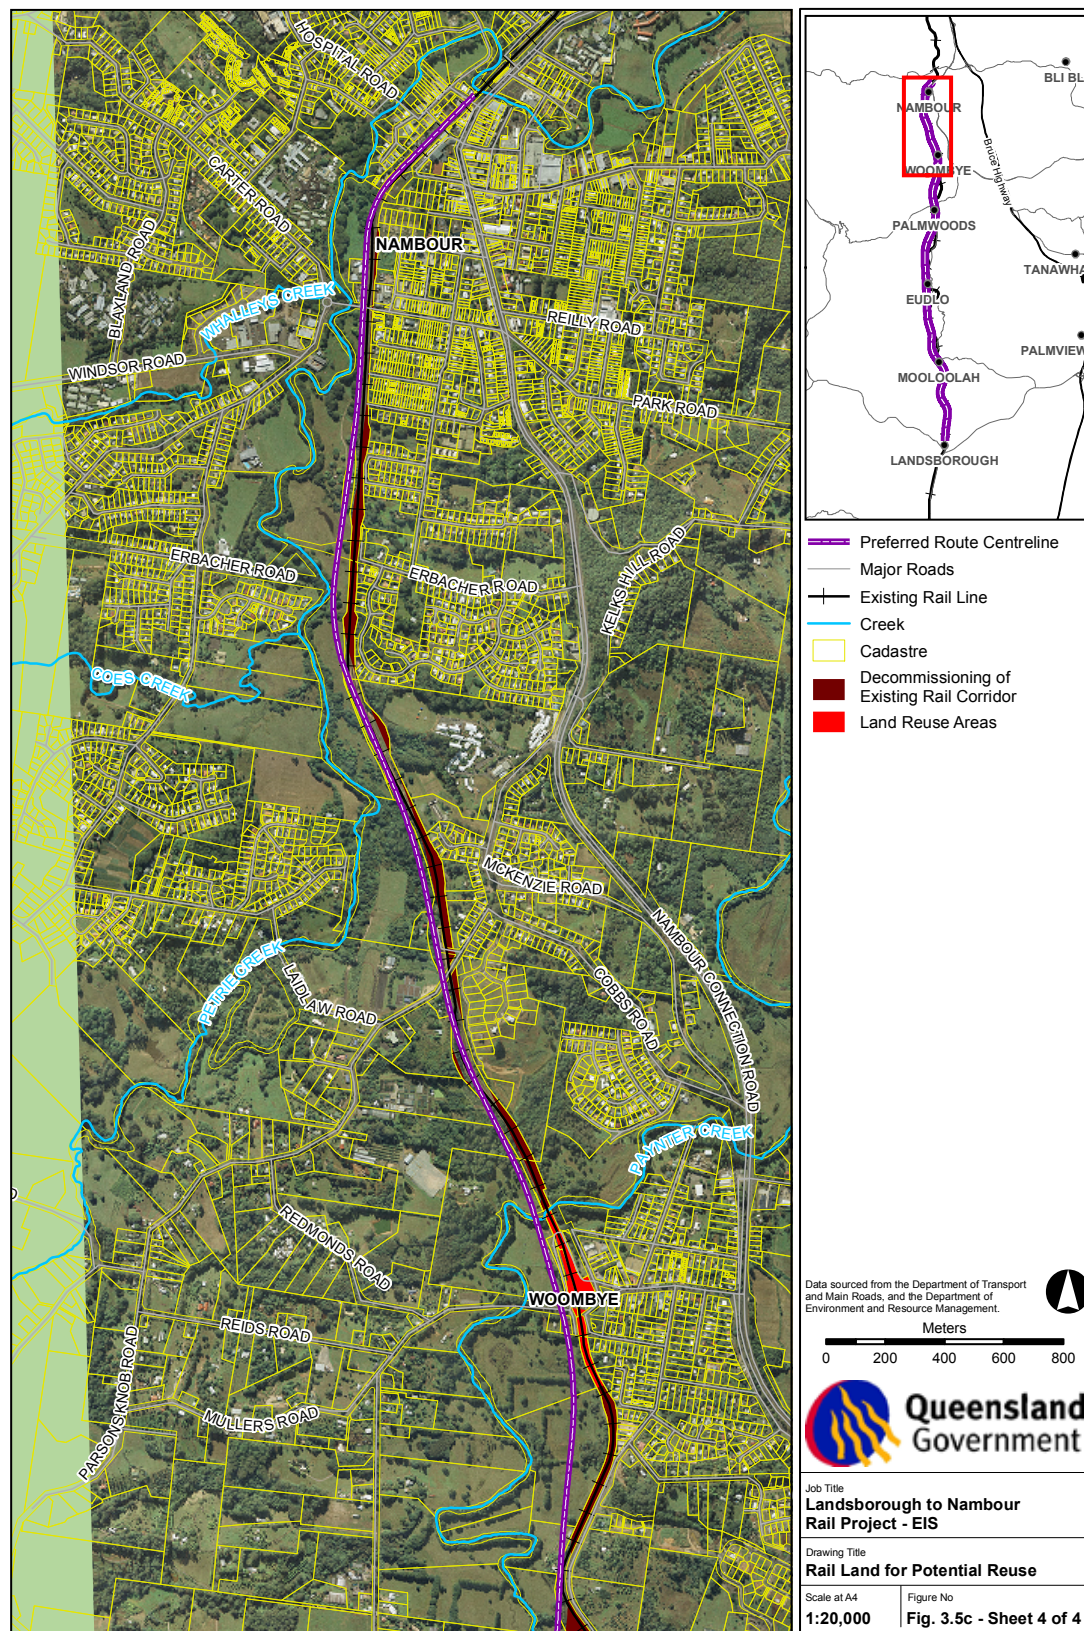 HOSPITAL ROAD
CARTER ROAD
BLAXLAND ROAD
NAMBOUR
WHALLEYS CREEK
REILLY ROAD
WINDSOR ROAD
PARK ROAD
ERBACHER ROAD
ERBACHER ROAD
KELKS HILL ROAD
COES CREEK
MCKENZIE ROAD
NAMBOUR CONNECTION ROAD
PETRIE CREEK
LAIDLAW ROAD
COBBS ROAD
PAYNTER CREEK
REDMONDS ROAD
WOOMBYE
REIDS ROAD
PARSONS KNOB ROAD
MULLERS ROAD
BLI BL
NAMBOUR
Bruce Highway
WOOMBYE
PALMWOODS
TANAWHA
EUDLO
PALMVIEW
MOOLOOLAH
LANDSBOROUGH
Preferred Route Centreline
Major Roads
Existing Rail Line
Creek
Cadastre
Decommissioning of
Existing Rail Corridor
Land Reuse Areas
Data sourced from the Department of Transport
and Main Roads, and the Department of
Environment and Resource Management.
Meters
0 200 400 600 800
Queensland
Government
Job Title
Landsborough to Nambour
Rail Project - EIS
Drawing Title
Rail Land for Potential Reuse
Scale at A4
1:20,000
Figure No
Fig. 3.5c - Sheet 4 of 4